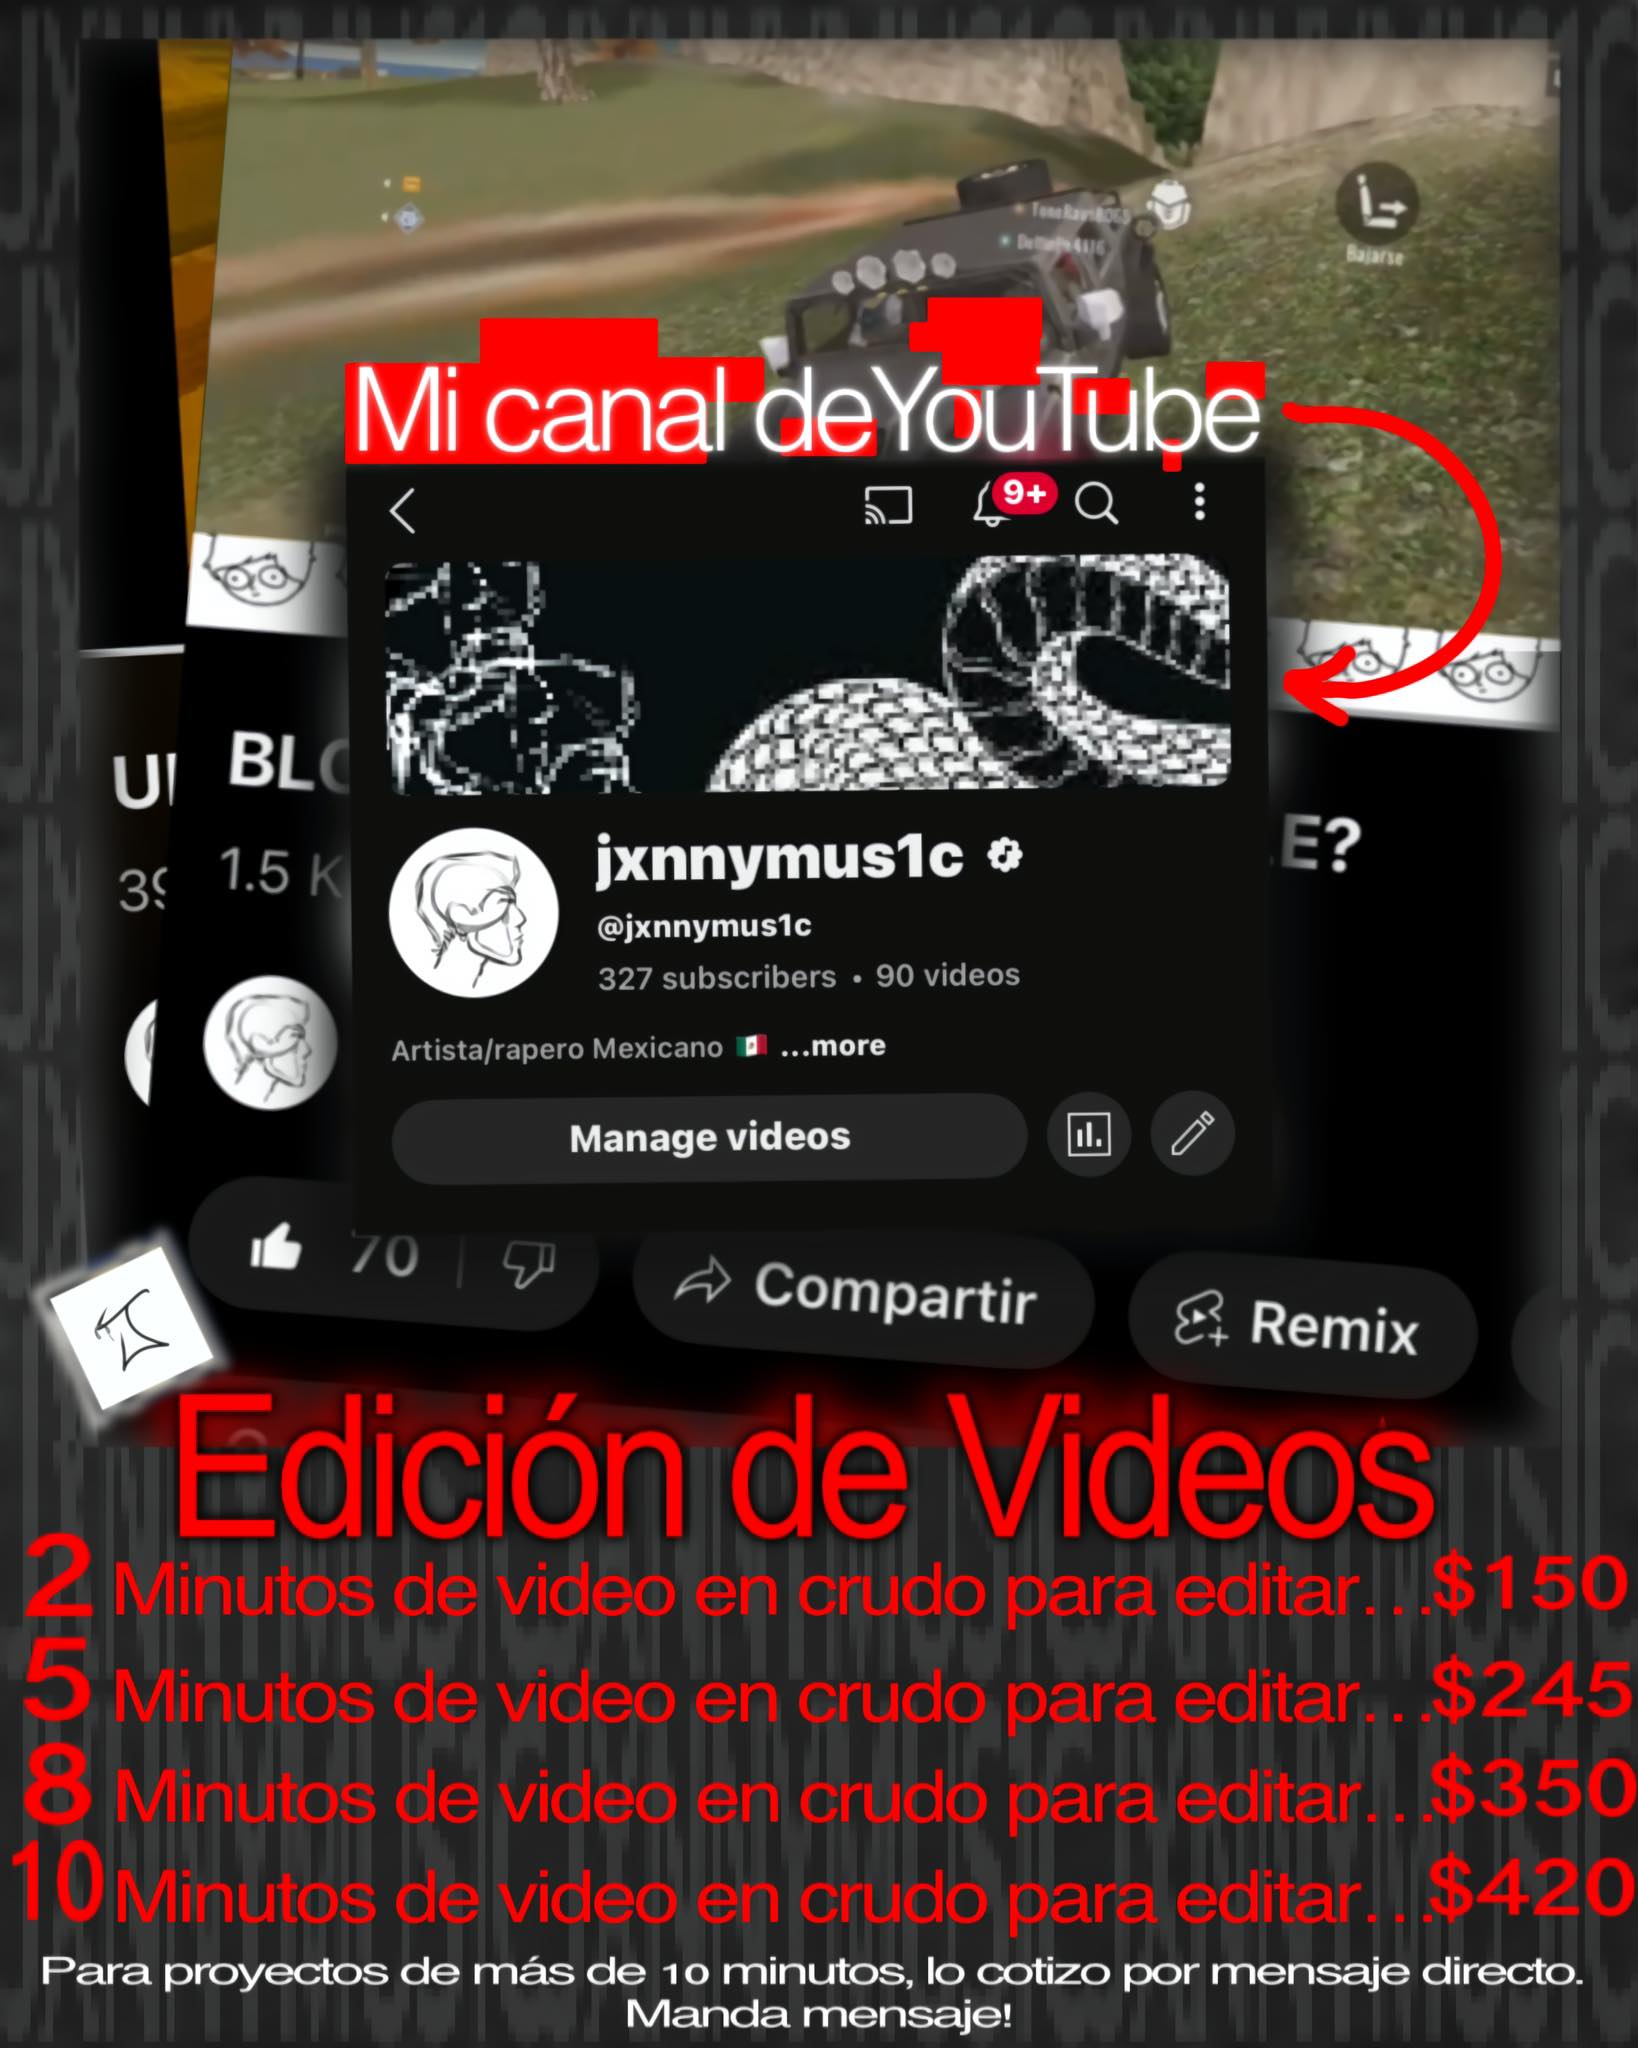 Bajarse
Mi canal deYouTube
9+
BLO
1.5 K
E?
jxnnymus1c
@jxnnymus1c
327 subscribers • 90 videos
Artista/rapero Mexicano 🇲🇽 ...more
Manage videos
70
Compartir
Remix
Edición de Videos
2 Minutos de video en crudo para editar...$150
5 Minutos de video en crudo para editar...$245
8 Minutos de video en crudo para editar...$350
10 Minutos de video en crudo para editar...$420
Para proyectos de más de 10 minutos, lo cotizo por mensaje directo.
Manda mensaje!